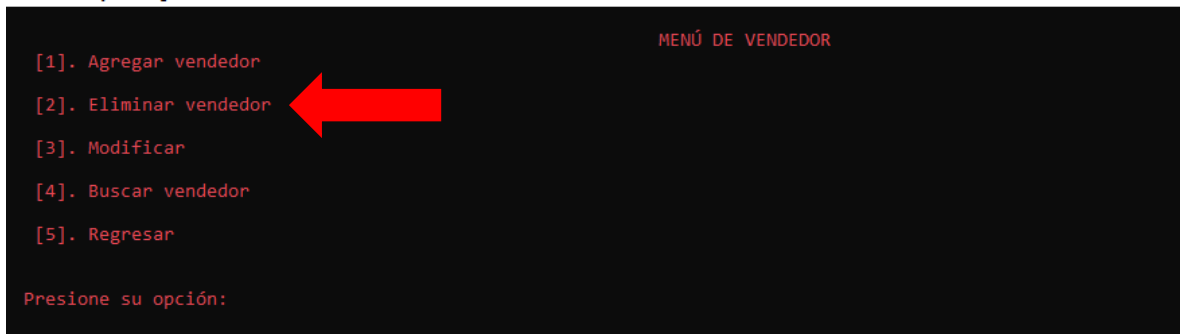 MENÚ DE VENDEDOR
[1]. Agregar vendedor
[2]. Eliminar vendedor
[3]. Modificar
[4]. Buscar vendedor
[5]. Regresar
Presione su opción: